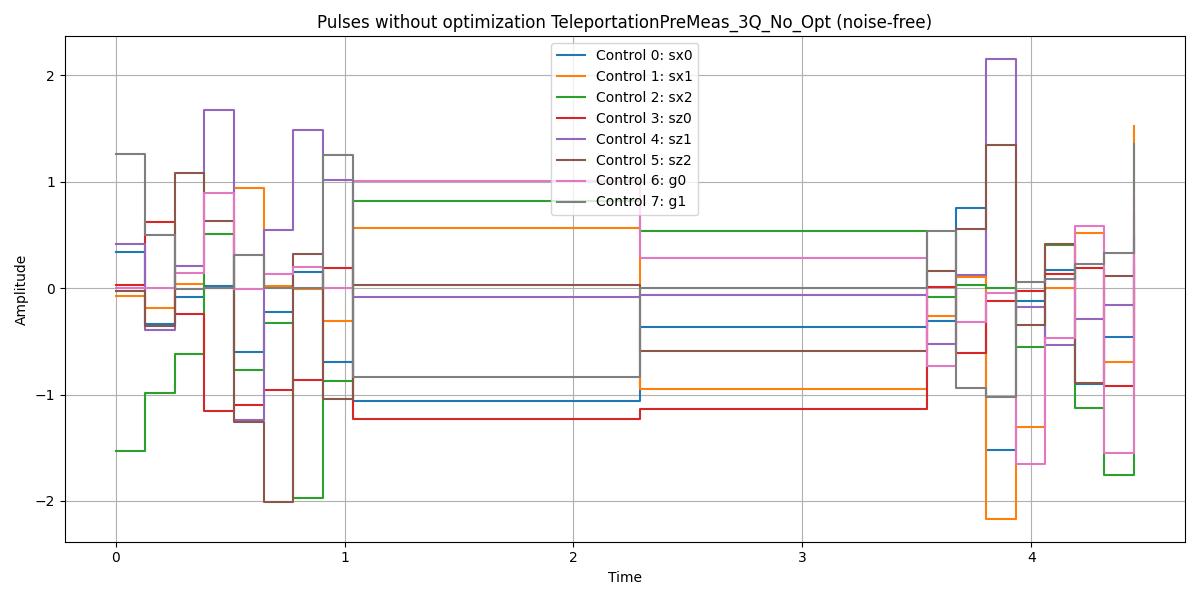 Pulses without optimization TeleportationPreMeas_3Q_No_Opt (noise-free)
Control 0: sx0
Control 1: sx1
Control 2: sx2
Control 3: sz0
Control 4: sz1
Control 5: sz2
Control 6: g0
Control 7: g1
Amplitude
2
1
0
−1
−2
0 1 2 3 4
Time